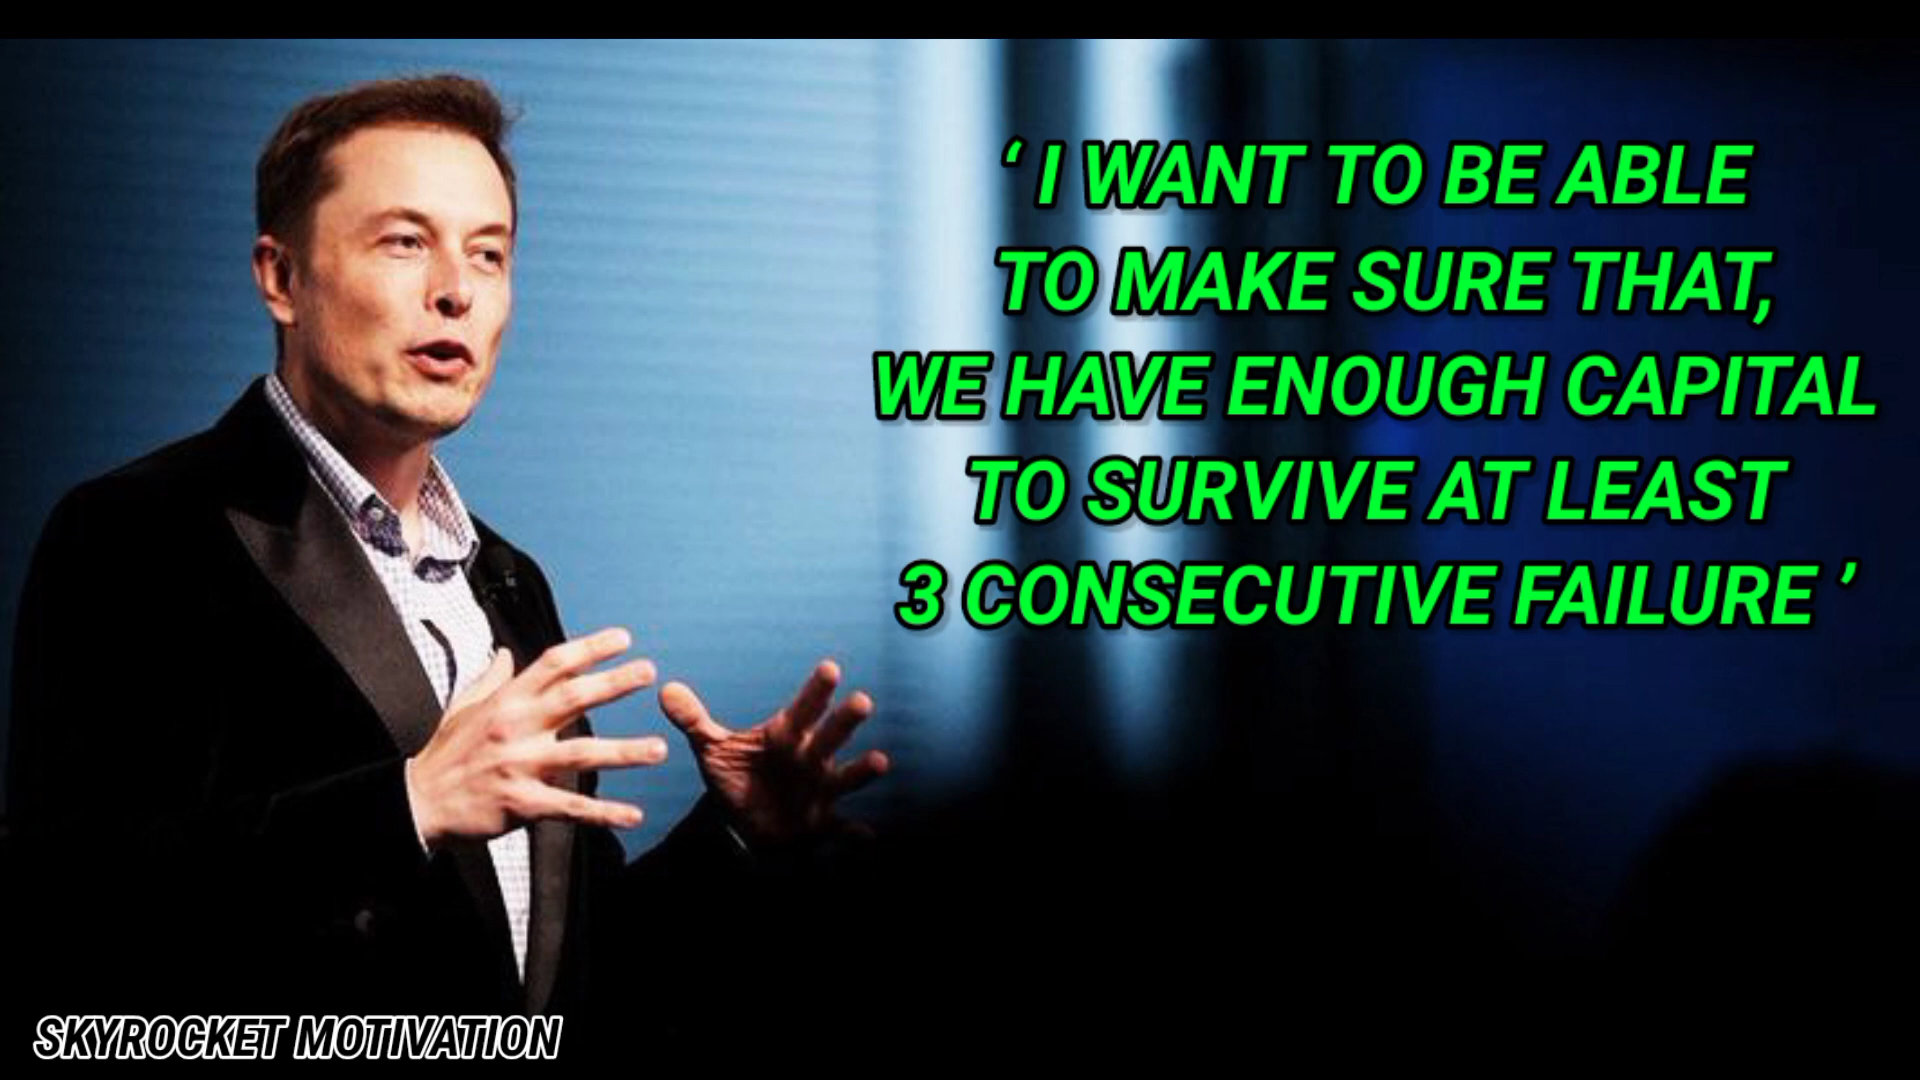 ‘ I WANT TO BE ABLE
TO MAKE SURE THAT,
WE HAVE ENOUGH CAPITAL
TO SURVIVE AT LEAST
3 CONSECUTIVE FAILURE ’
SKYROCKET MOTIVATION